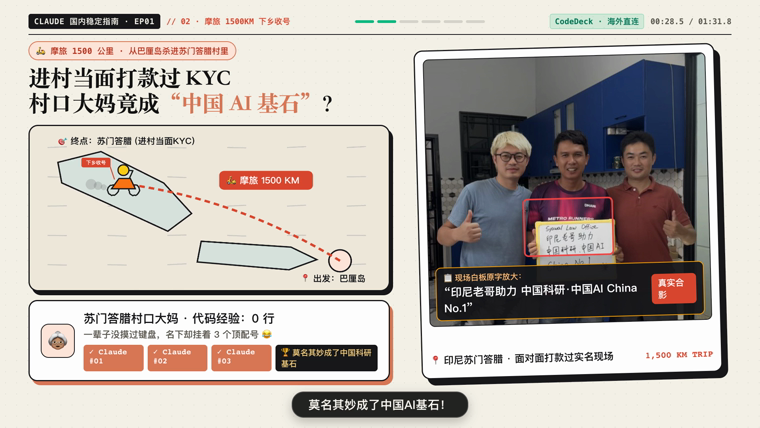 CLAUDE 国内稳定指南 · EP01
// 02 · 摩旅 1500KM 下乡收号
CodeDeck · 海外直连
00:28.5 / 01:31.8
🛵 摩旅 1500 公里 · 从巴厘岛杀进苏门答腊村里
进村当面打款过 KYC
村口大妈竟成“中国 AI 基石”？
🎯 终点：苏门答腊 (进村当面KYC)
下乡收号
🛵 摩旅 1500 KM
📍 出发：巴厘岛
苏门答腊村口大妈 · 代码经验：0 行
一辈子没摸过键盘，名下却挂着 3 个顶配号 😂
✓ Claude #01
✓ Claude #02
✓ Claude #03
🏆 莫名其妙成了中国科研基石
METRO RUNNERS
Law Office
印尼老哥助力
中国科研 中国 AI
China No.1
📋 现场白板原字放大：
“印尼老哥助力 中国科研·中国AI China No.1”
真实合影
📍 印尼苏门答腊 · 面对面打款过实名现场
1,500 KM TRIP
莫名其妙成了中国AI基石！